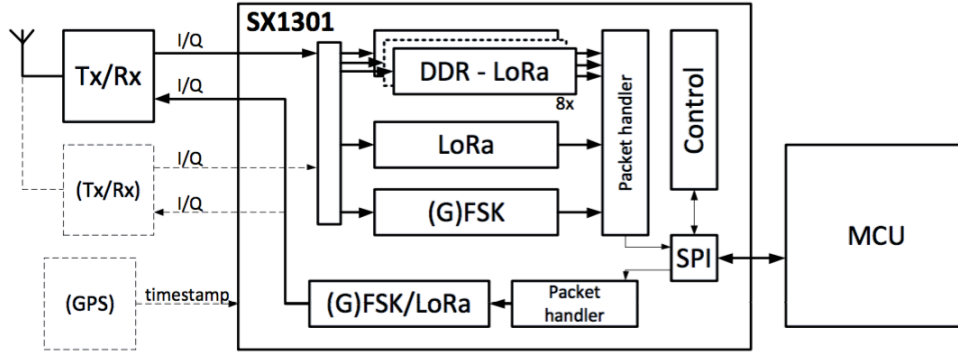 SX1301
I/Q
Tx/Rx
I/Q
DDR - LoRa
8x
Packet handler
Control
LoRa
I/Q
(Tx/Rx)
I/Q
(G)FSK
MCU
SPI
(GPS)
timestamp
(G)FSK/LoRa
Packet
handler